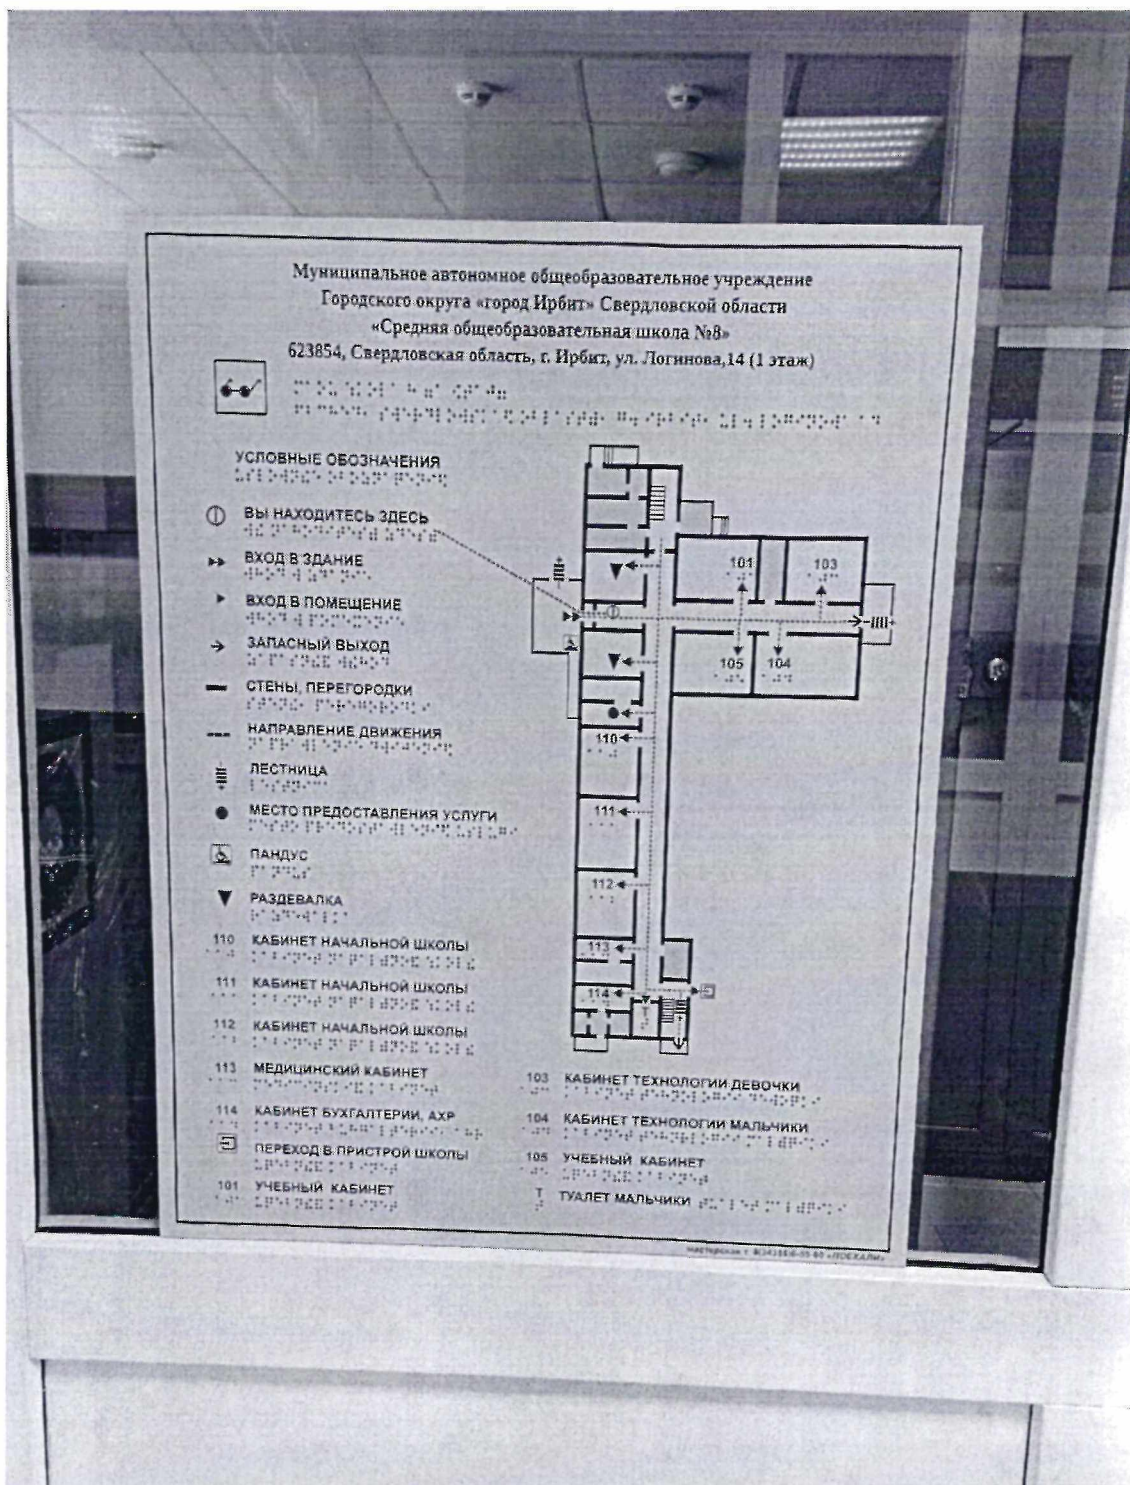 Муниципальное автономное общеобразовательное учреждение
Городского округа «город Ирбит» Свердловской области
«Средняя общеобразовательная школа №8»
623854, Свердловская область, г. Ирбит, ул. Логинова,14 (1 этаж)
УСЛОВНЫЕ ОБОЗНАЧЕНИЯ
ВЫ НАХОДИТЕСЬ ЗДЕСЬ
ВХОД В ЗДАНИЕ
ВХОД В ПОМЕЩЕНИЕ
ЗАПАСНЫЙ ВЫХОД
СТЕНЫ, ПЕРЕГОРОДКИ
НАПРАВЛЕНИЕ ДВИЖЕНИЯ
ЛЕСТНИЦА
МЕСТО ПРЕДОСТАВЛЕНИЯ УСЛУГИ
ПАНДУС
РАЗДЕВАЛКА
110 КАБИНЕТ НАЧАЛЬНОЙ ШКОЛЫ
111 КАБИНЕТ НАЧАЛЬНОЙ ШКОЛЫ
112 КАБИНЕТ НАЧАЛЬНОЙ ШКОЛЫ
113 МЕДИЦИНСКИЙ КАБИНЕТ
114 КАБИНЕТ БУХГАЛТЕРИИ, АХР
ПЕРЕХОД В ПРИСТРОЙ ШКОЛЫ
101 УЧЕБНЫЙ КАБИНЕТ
101
103
105
104
110
111
112
113
114
Т
103 КАБИНЕТ ТЕХНОЛОГИИ ДЕВОЧКИ
104 КАБИНЕТ ТЕХНОЛОГИИ МАЛЬЧИКИ
105 УЧЕБНЫЙ КАБИНЕТ
Т ТУАЛЕТ МАЛЬЧИКИ
мастерская т. «ПОЕХАЛИ»